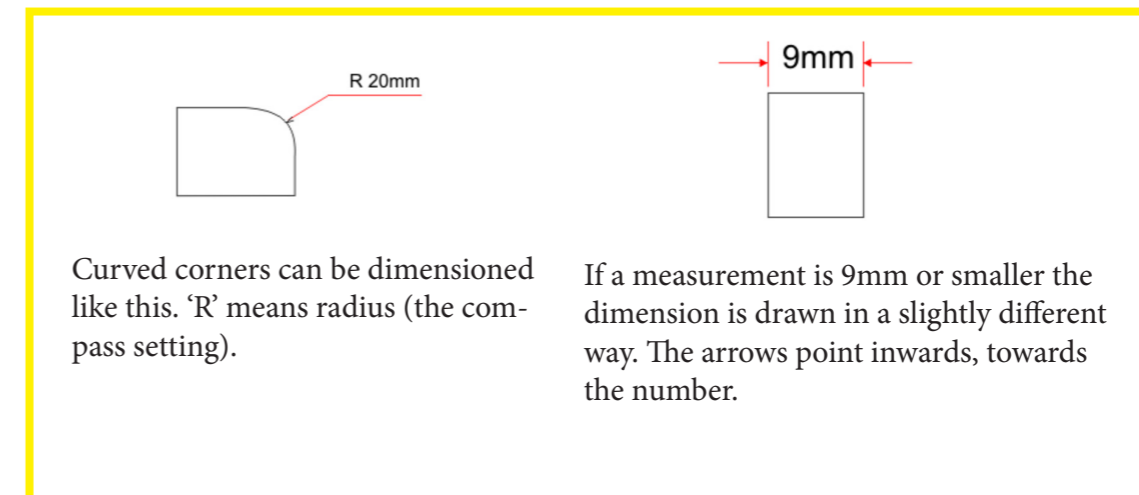 R 20mm
9mm
Curved corners can be dimensioned
like this. ‘R’ means radius (the com-
pass setting).
If a measurement is 9mm or smaller the
dimension is drawn in a slightly different
way. The arrows point inwards, towards
the number.